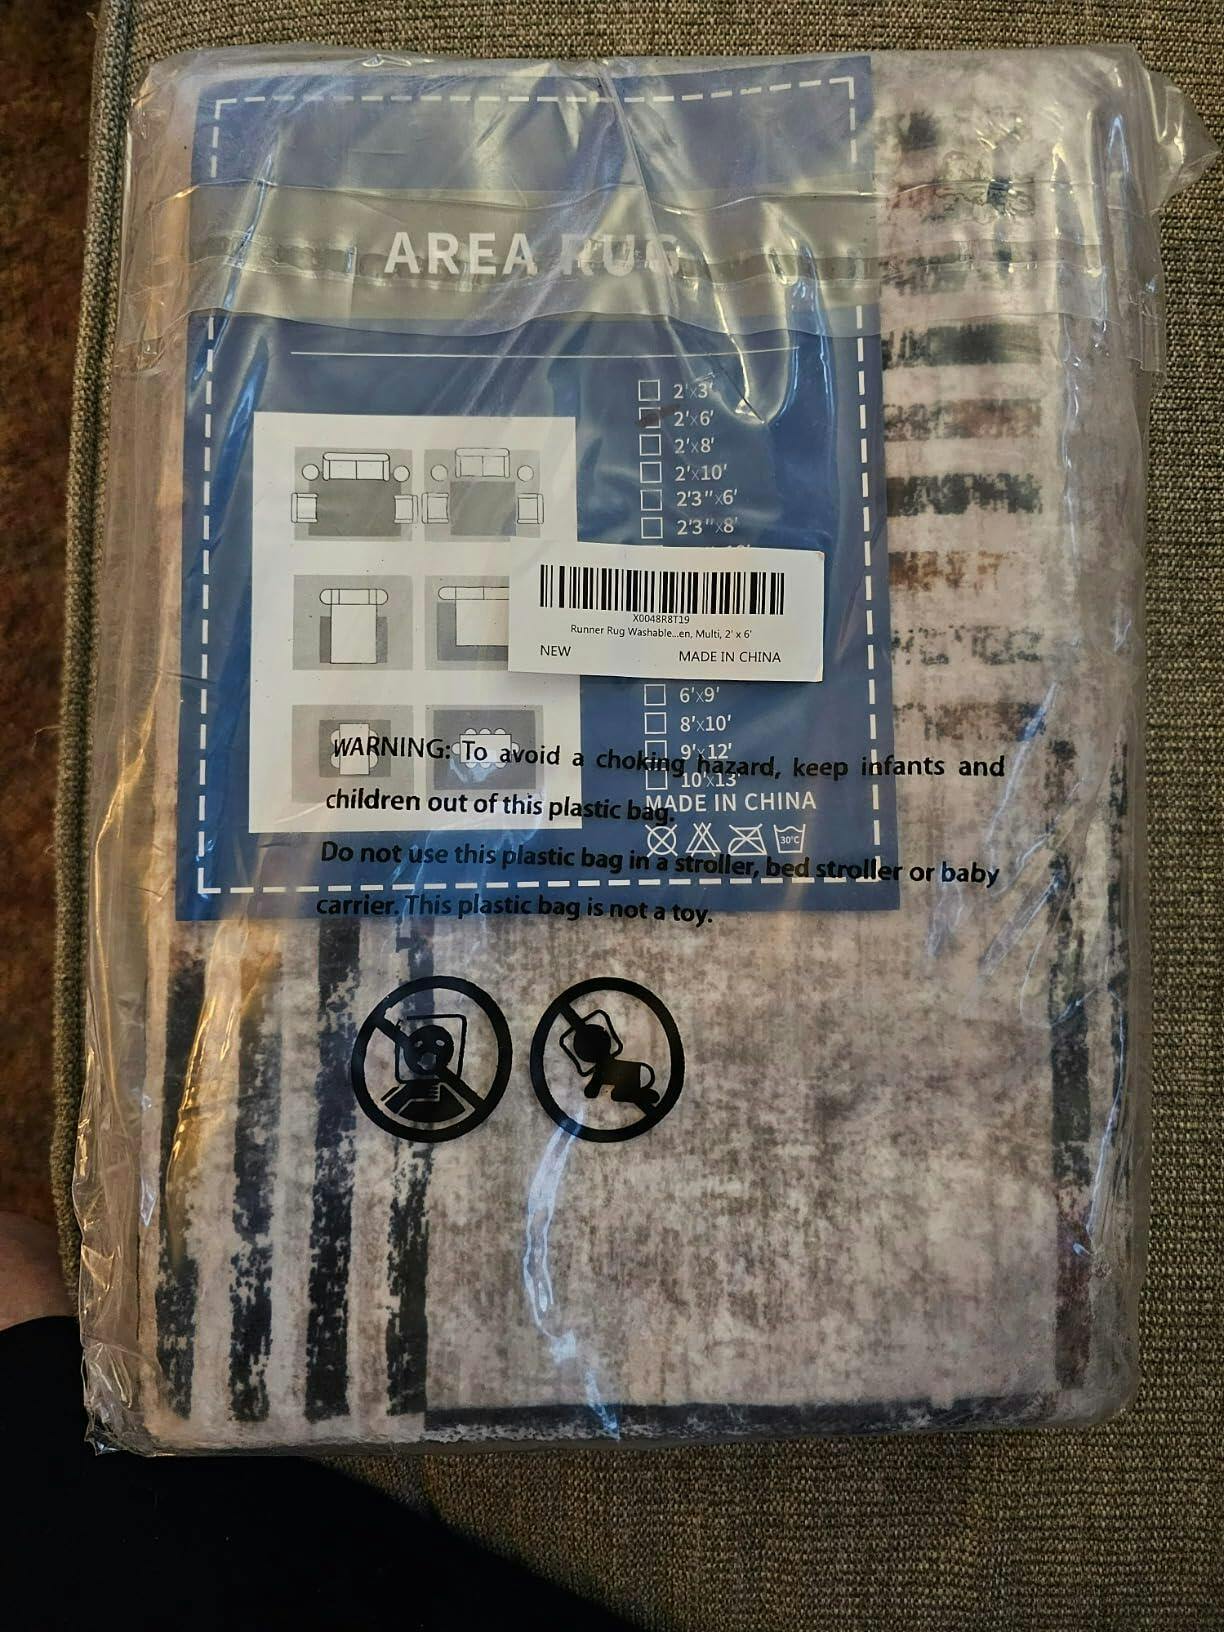 AREA RUG
2'x3'
2'x6'
2'x8'
2'x10'
2'3"x6'
2'3"x8'
X0048R8T19
Runner Rug Washable...en, Multi, 2' x 6'
NEW MADE IN CHINA
6'x9'
8'x10'
9'x12'
10'x13'
MADE IN CHINA
30°C
WARNING: To avoid a choking hazard, keep infants and
children out of this plastic bag.
Do not use this plastic bag in a stroller, bed stroller or baby
carrier. This plastic bag is not a toy.